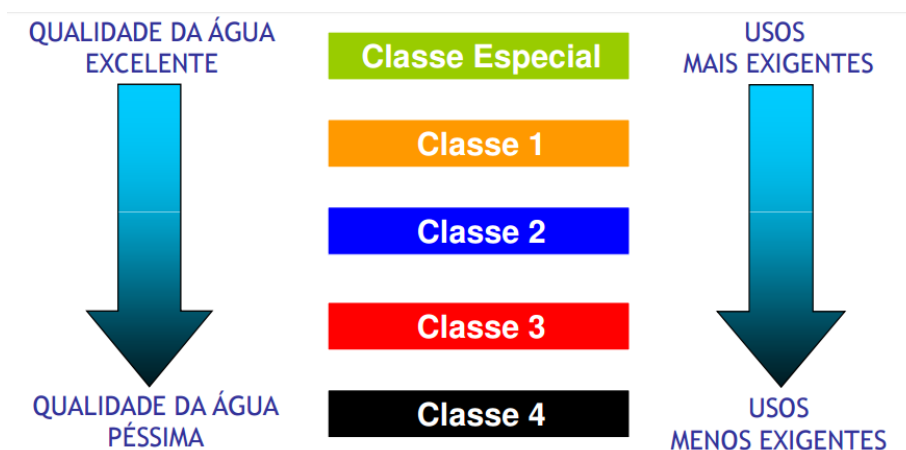 QUALIDADE DA ÁGUA
EXCELENTE
Classe Especial
USOS
MAIS EXIGENTES
Classe 1
Classe 2
Classe 3
QUALIDADE DA ÁGUA
PÉSSIMA
Classe 4
USOS
MENOS EXIGENTES